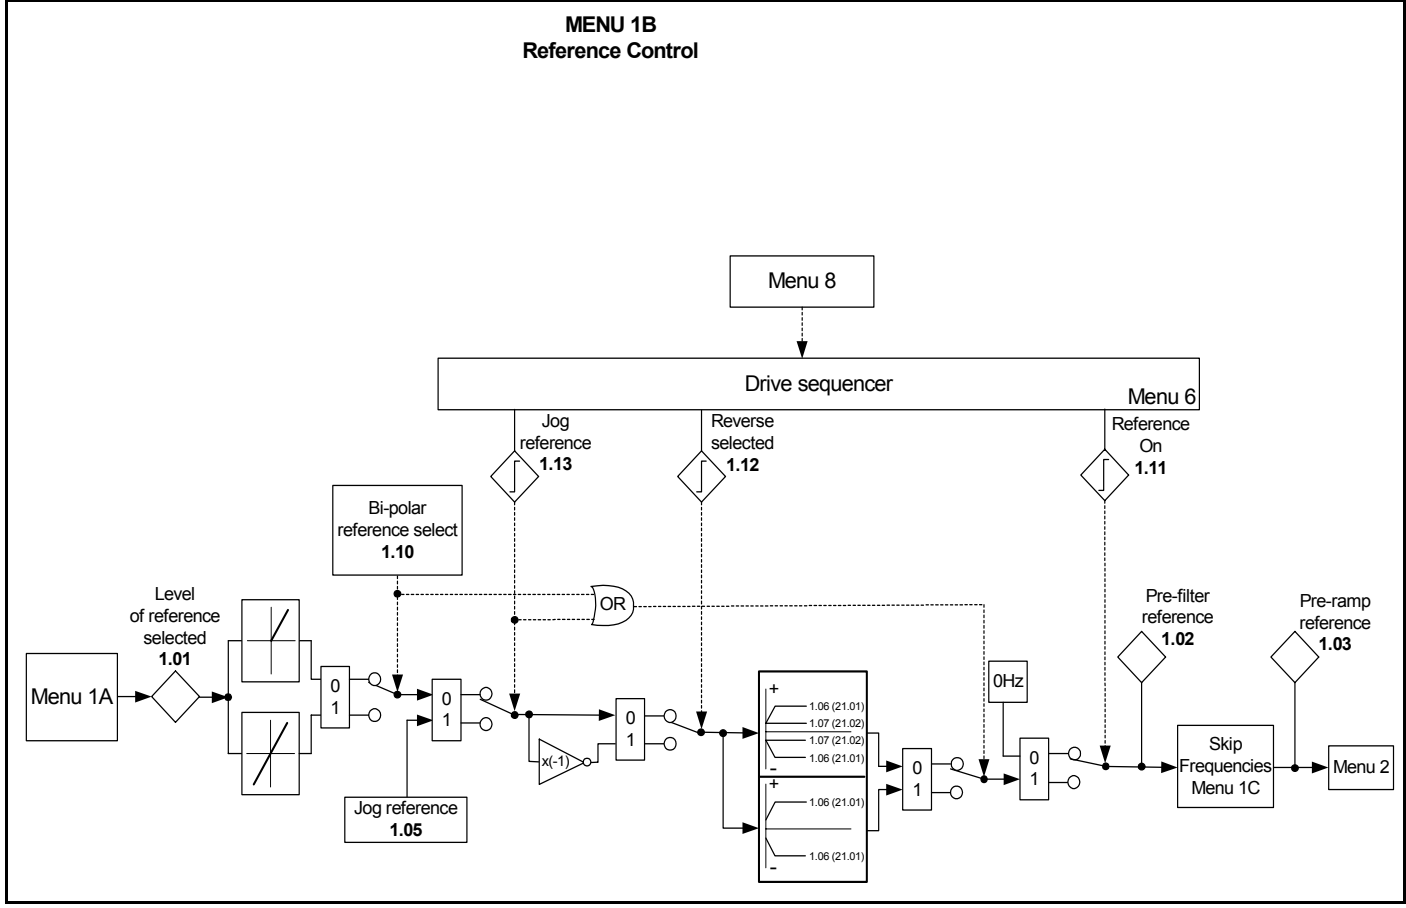 MENU 1B
Reference Control
Menu 8
Drive sequencer
Menu 6
Jog
reference
1.13
Reverse
selected
1.12
Reference
On
1.11
Bi-polar
reference select
1.10
OR
Level
of reference
selected
1.01
Menu 1A
0
1
0
1
Jog reference
1.05
x(-1)
0
1
+
1.06 (21.01)
1.07 (21.02)
1.07 (21.02)
1.06 (21.01)
-
+
1.06 (21.01)
1.06 (21.01)
-
0
1
0Hz
0
1
Pre-filter
reference
1.02
Skip
Frequencies
Menu 1C
Pre-ramp
reference
1.03
Menu 2